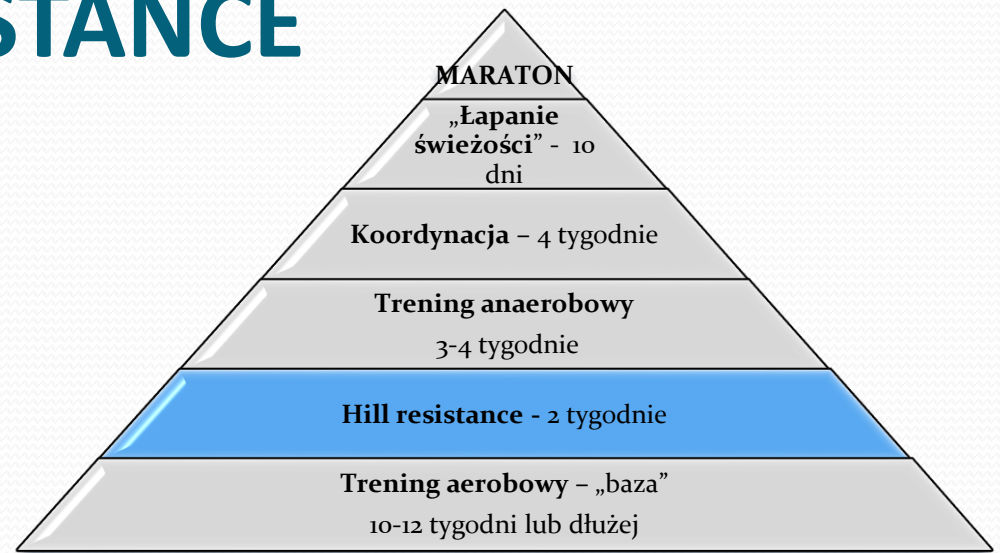 STANCE
MARATON
„Łapanie
świeżości” - 10
dni
Koordynacja – 4 tygodnie
Trening anaerobowy
3-4 tygodnie
Hill resistance - 2 tygodnie
Trening aerobowy – „baza”
10-12 tygodni lub dłużej